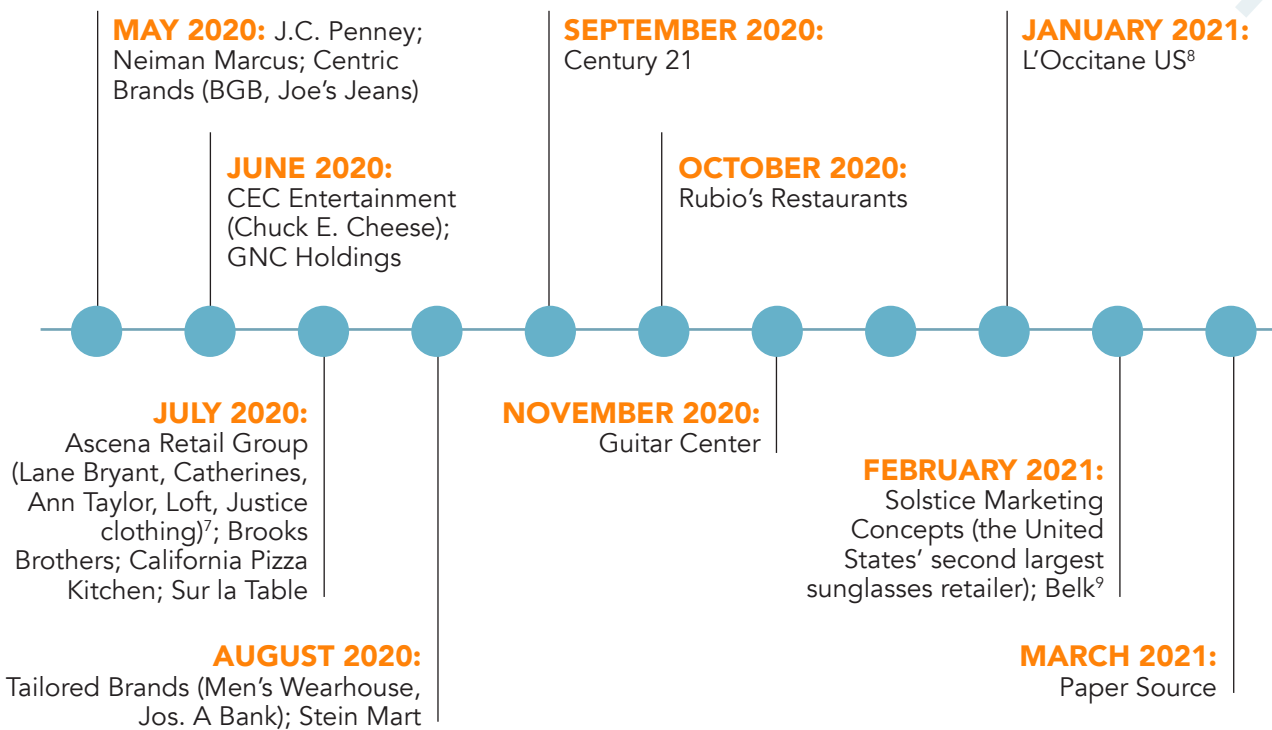 MAY 2020: J.C. Penney;
Neiman Marcus; Centric
Brands (BGB, Joe's Jeans)
JUNE 2020:
CEC Entertainment
(Chuck E. Cheese);
GNC Holdings
SEPTEMBER 2020:
Century 21
OCTOBER 2020:
Rubio's Restaurants
JANUARY 2021:
L'Occitane US⁸
JULY 2020:
Ascena Retail Group
(Lane Bryant, Catherines,
Ann Taylor, Loft, Justice
clothing)⁷; Brooks
Brothers; California Pizza
Kitchen; Sur la Table
AUGUST 2020:
Tailored Brands (Men's Wearhouse,
Jos. A Bank); Stein Mart
NOVEMBER 2020:
Guitar Center
FEBRUARY 2021:
Solstice Marketing
Concepts (the United
States' second largest
sunglasses retailer); Belk⁹
MARCH 2021:
Paper Source